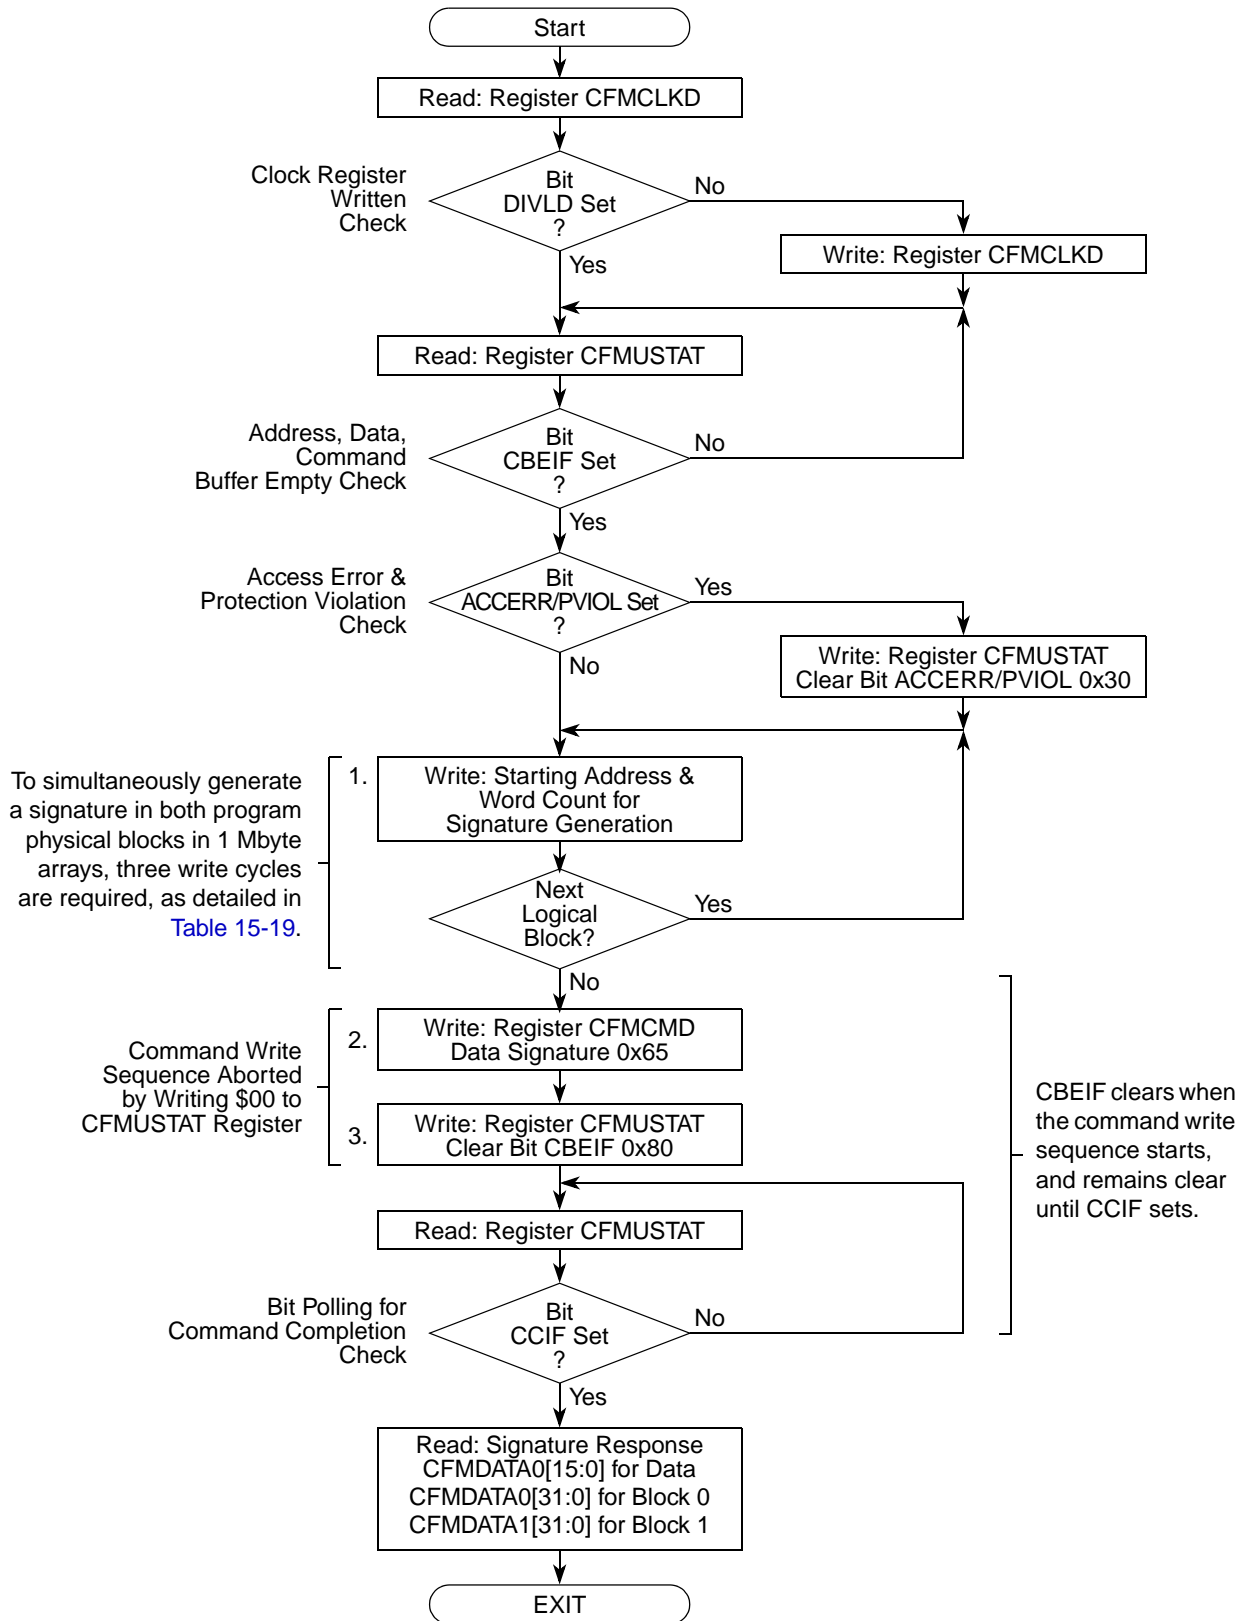 Start
Read: Register CFMCLKD
Clock Register
Written
Check
Bit
DIVLD Set
?
No
Yes
Write: Register CFMCLKD
Read: Register CFMUSTAT
Address, Data,
Command
Buffer Empty Check
Bit
CBEIF Set
?
No
Yes
Access Error &
Protection Violation
Check
Bit
ACCERR/PVIOL Set
?
Yes
No
Write: Register CFMUSTAT
Clear Bit ACCERR/PVIOL 0x30
To simultaneously generate
a signature in both program
physical blocks in 1 Mbyte
arrays, three write cycles
are required, as detailed in
Table 15-19.
1.
Write: Starting Address &
Word Count for
Signature Generation
Next
Logical
Block?
Yes
No
Command Write
Sequence Aborted
by Writing $00 to
CFMUSTAT Register
2.
Write: Register CFMCMD
Data Signature 0x65
3.
Write: Register CFMUSTAT
Clear Bit CBEIF 0x80
CBEIF clears when
the command write
sequence starts,
and remains clear
until CCIF sets.
Read: Register CFMUSTAT
Bit Polling for
Command Completion
Check
Bit
CCIF Set
?
No
Yes
Read: Signature Response
CFMDATA0[15:0] for Data
CFMDATA0[31:0] for Block 0
CFMDATA1[31:0] for Block 1
EXIT